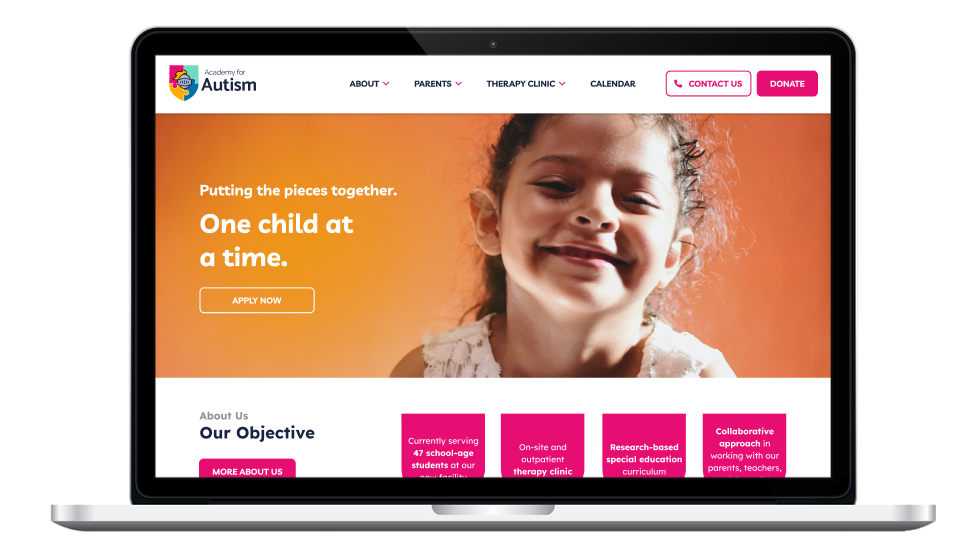 Academy for
Autism
ABOUT
PARENTS
THERAPY CLINIC
CALENDAR
CONTACT US
DONATE
Putting the pieces together.
One child at
a time.
APPLY NOW
About Us
Our Objective
MORE ABOUT US
Currently serving
47 school-age
students at our
new facility
On-site and
outpatient
therapy clinic
Research-based
special education
curriculum
Collaborative
approach in
working with our
parents, teachers,